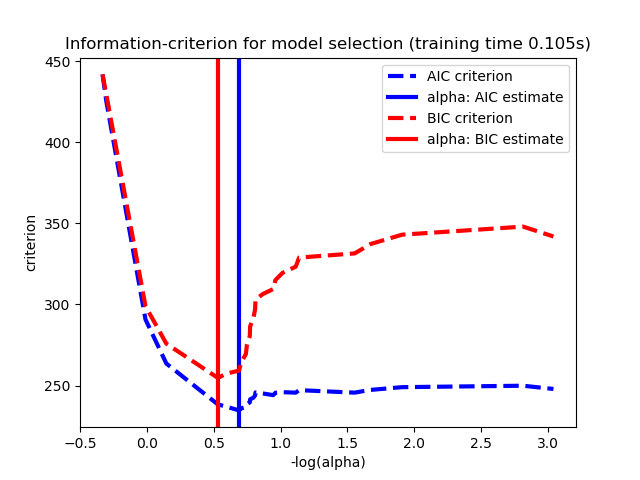 Information-criterion for model selection (training time 0.105s)
450
400
350
300
250
criterion
AIC criterion
alpha: AIC estimate
BIC criterion
alpha: BIC estimate
−0.5 0.0 0.5 1.0 1.5 2.0 2.5 3.0
-log(alpha)